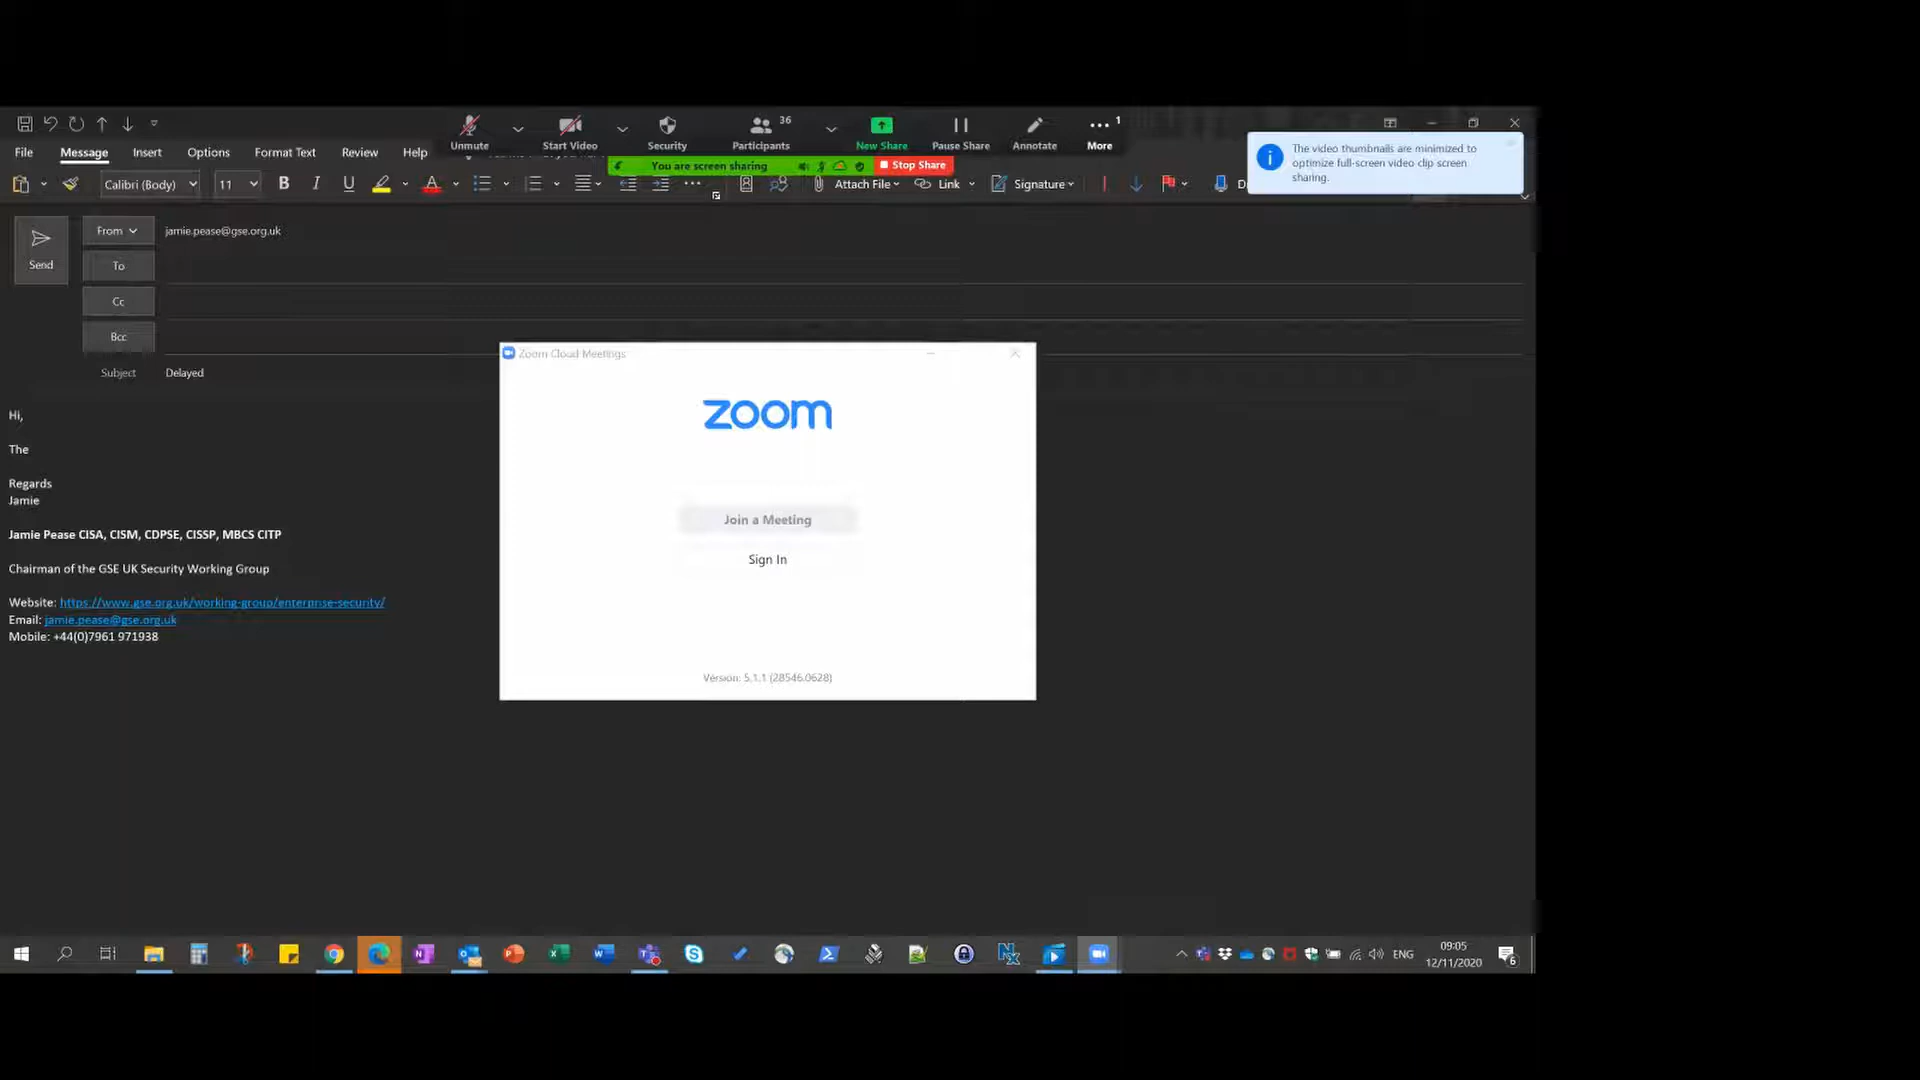 36
1
Unmute
Start Video
Security
Participants
New Share
Pause Share
Annotate
More
The video thumbnails are minimized to
optimize full-screen video clip screen
sharing.
File
Message
Insert
Options
Format Text
Review
Help
You are screen sharing
Stop Share
Calibri (Body)
11
B
I
U
A
Attach File
Link
Signature
Send
From
jamie.pease@gse.org.uk
To
Cc
Bcc
Subject
Delayed
Zoom Cloud Meetings
zoom
Join a Meeting
Sign In
Version: 5.1.1 (28546.0628)
Hi,
The
Regards
Jamie
Jamie Pease CISA, CISM, CDPSE, CISSP, MBCS CITP
Chairman of the GSE UK Security Working Group
Website: https://www.gse.org.uk/working-group/enterprise-security/
Email: jamie.pease@gse.org.uk
Mobile: +44(0)7961 971938
ENG
09:05
12/11/2020
6